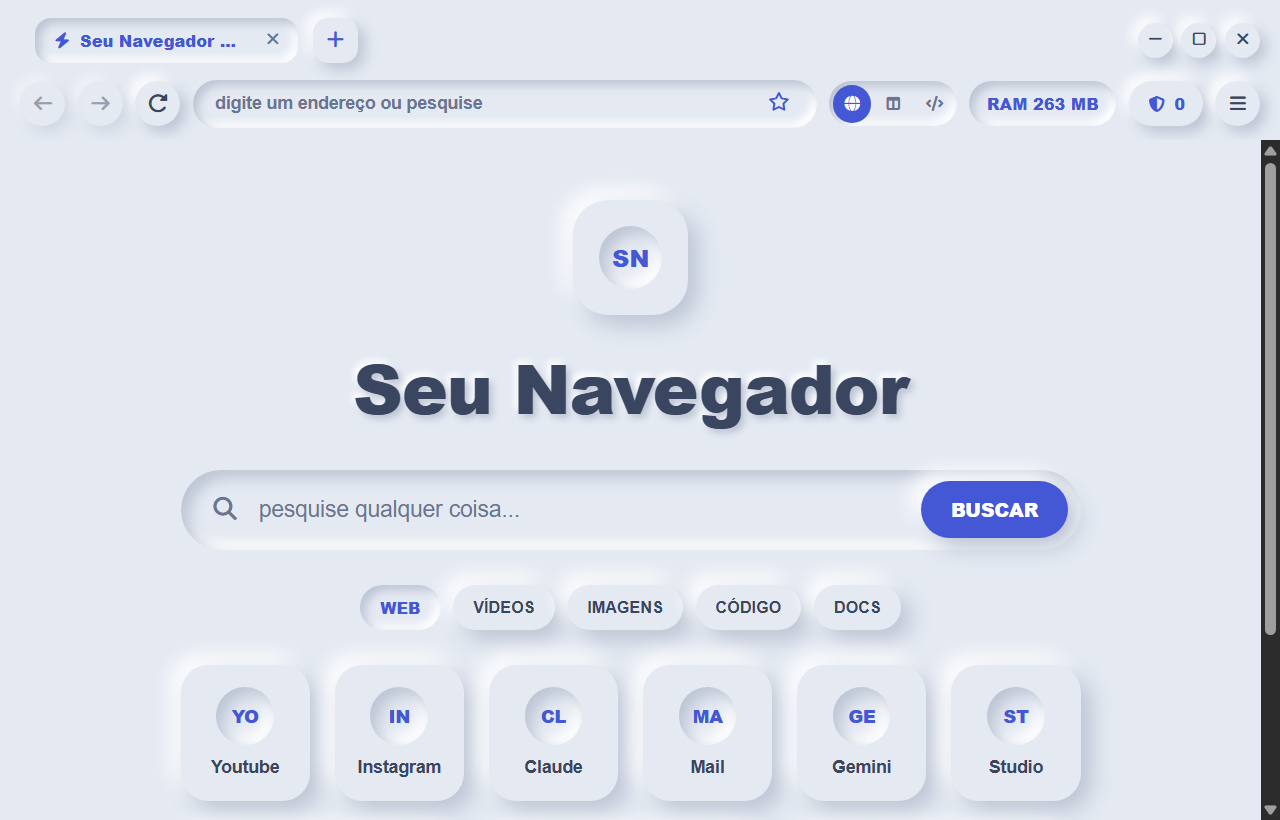 Seu Navegador ...
digite um endereço ou pesquise
RAM 263 MB
0
SN
Seu Navegador
pesquise qualquer coisa...
BUSCAR
WEB
VÍDEOS
IMAGENS
CÓDIGO
DOCS
YO
IN
CL
MA
GE
ST
Youtube
Instagram
Claude
Mail
Gemini
Studio